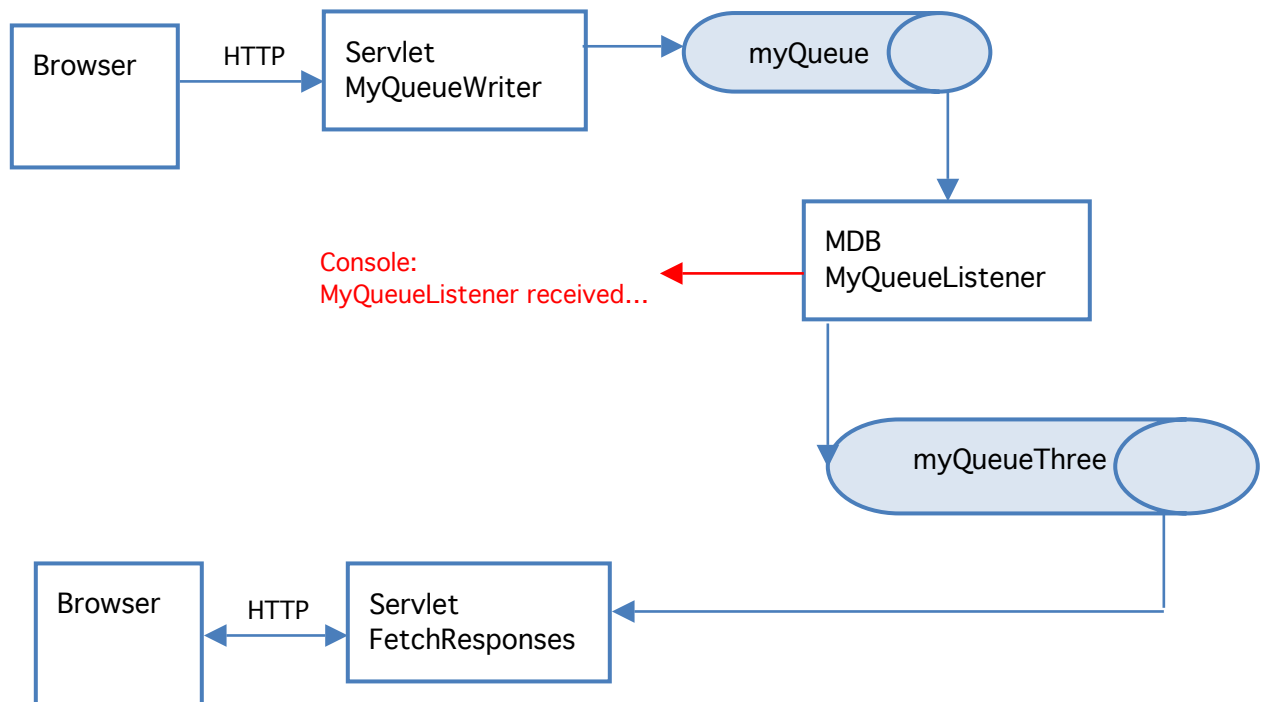 Browser
HTTP
Servlet
MyQueueWriter
myQueue
MDB
MyQueueListener
Console:
MyQueueListener received...
myQueueThree
Browser
HTTP
Servlet
FetchResponses